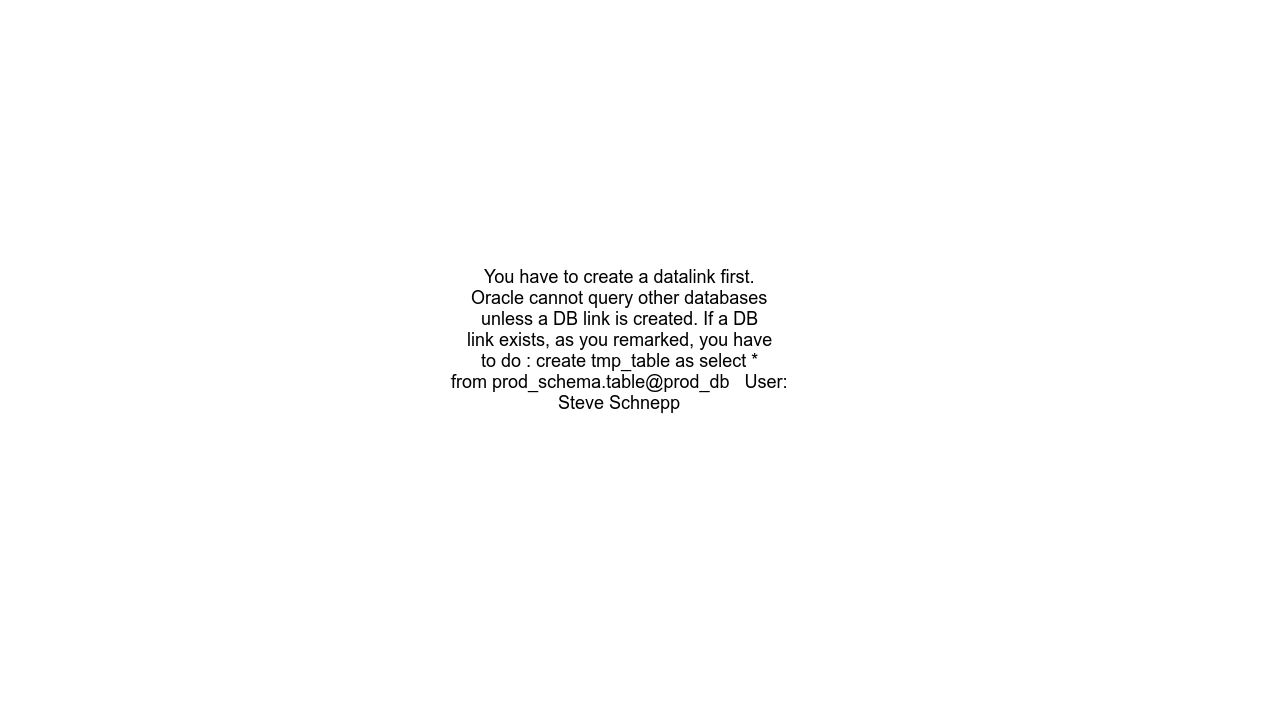 You have to create a datalink first.
Oracle cannot query other databases
unless a DB link is created. If a DB
link exists, as you remarked, you have
to do : create tmp_table as select *
from prod_schema.table@prod_db   User:
Steve Schnepp